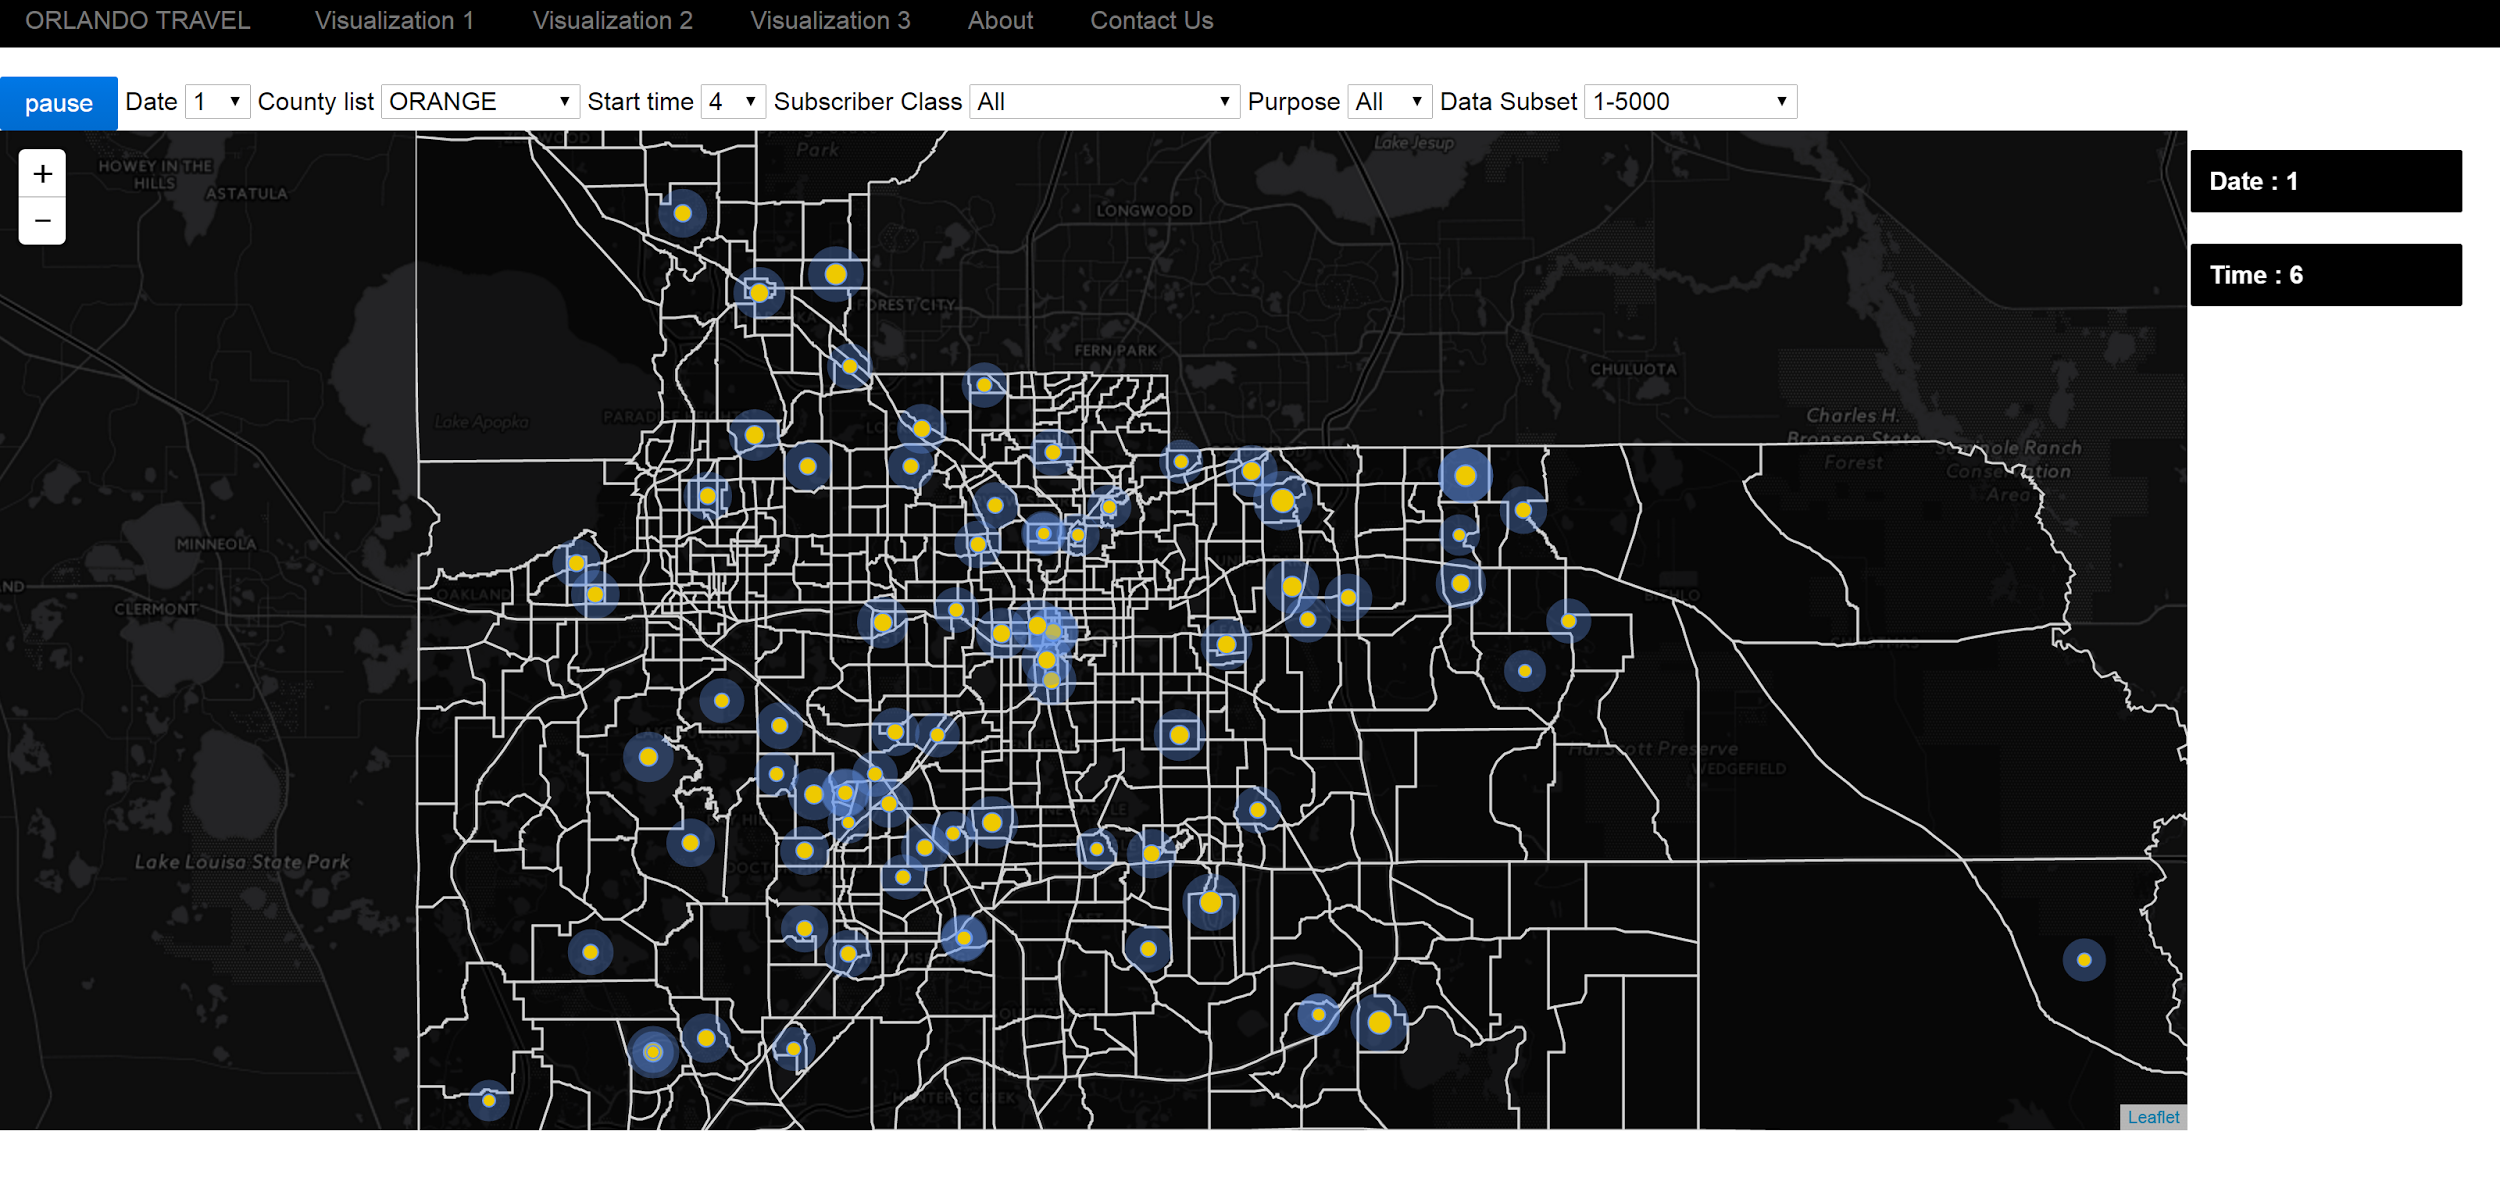 ORLANDO TRAVEL Visualization 1 Visualization 2 Visualization 3 About Contact Us
pause Date 1 County list ORANGE Start time 4 Subscriber Class All Purpose All Data Subset 1-5000
+
−
Date : 1
Time : 6
Park
Lake Jesup
HOWEY IN THE
HILLS
ASTATULA
LONGWOOD
FOREST CITY
FERN PARK
CHULUOTA
Lake Apopka
Charles H.
Bronson State
Forest
Seminole Ranch
Conservation
Area
MINNEOLA
OAKLAND
CLERMONT
Hal Scott Preserve
WEDGEFIELD
Lake Louisa State Park
HUNTERS CREEK
Leaflet